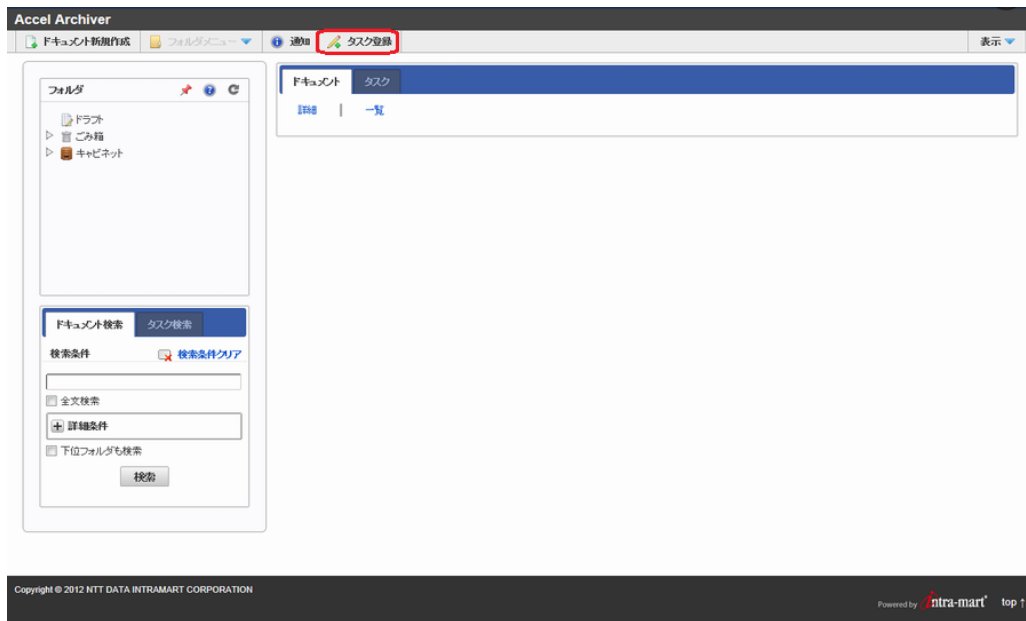 Accel Archiver
ドキュメント新規作成 フォルダメニュー 通知 タスク登録 表示
フォルダ
ドラフト
ごみ箱
キャビネット
ドキュメント タスク
詳細 | 一覧
ドキュメント検索 タスク検索
検索条件 検索条件クリア
全文検索
詳細条件
下位フォルダも検索
検索
Copyright © 2012 NTT DATA INTRAMART CORPORATION
Powered by intra-mart top ↑